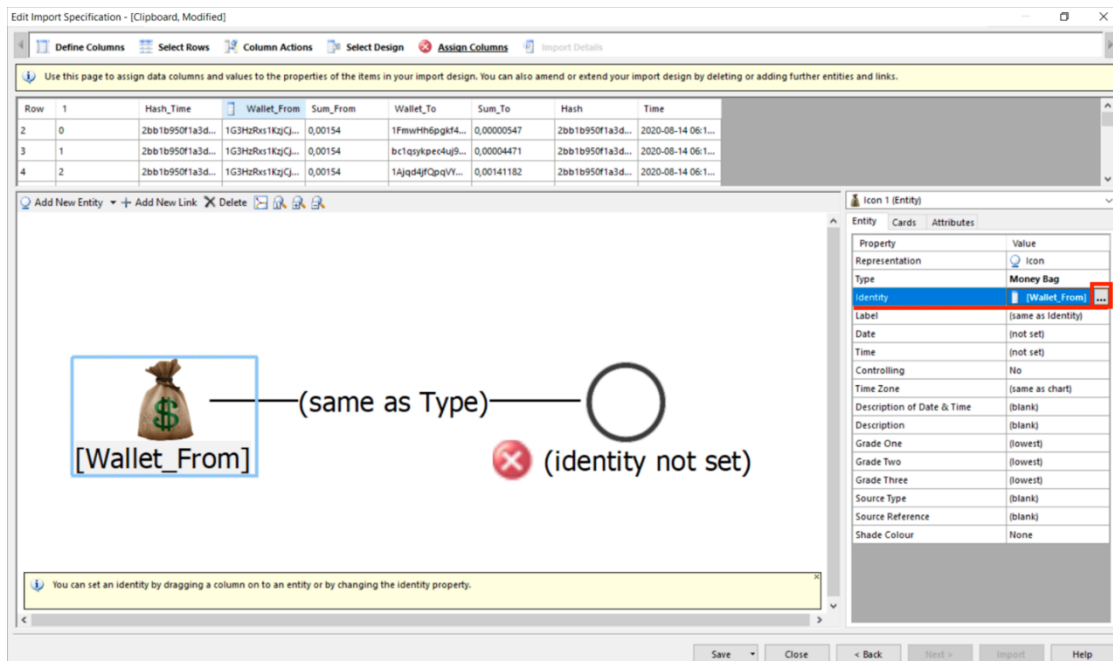 Edit Import Specification - [Clipboard, Modified]
Define Columns Select Rows Column Actions Select Design Assign Columns Import Details
Use this page to assign data columns and values to the properties of the items in your import design. You can also amend or extend your import design by deleting or adding further entities and links.
Row 1 Hash_Time Wallet_From Sum_From Wallet_To Sum_To Hash Time
2 0 2bb1b950f1a3d... 1G3HzRxs1KzjCj... 0,00154 1FmwHh6pgkf4... 0,00000547 2bb1b950f1a3d... 2020-08-14 06:1...
3 1 2bb1b950f1a3d... 1G3HzRxs1KzjCj... 0,00154 bc1qsykpec4uj9... 0,00004471 2bb1b950f1a3d... 2020-08-14 06:1...
4 2 2bb1b950f1a3d... 1G3HzRxs1KzjCj... 0,00154 1Ajqd4jfQpqVY... 0,00141182 2bb1b950f1a3d... 2020-08-14 06:1...
Add New Entity Add New Link Delete
[Wallet_From]
(same as Type)
(identity not set)
You can set an identity by dragging a column on to an entity or by changing the identity property.
Icon 1 (Entity)
Entity Cards Attributes
Property Value
Representation Icon
Type Money Bag
Identity [Wallet_From] ...
Label (same as Identity)
Date (not set)
Time (not set)
Controlling No
Time Zone (same as chart)
Description of Date & Time (blank)
Description (blank)
Grade One (lowest)
Grade Two (lowest)
Grade Three (lowest)
Source Type (blank)
Source Reference (blank)
Shade Colour None
Save Close < Back Next > Import Help